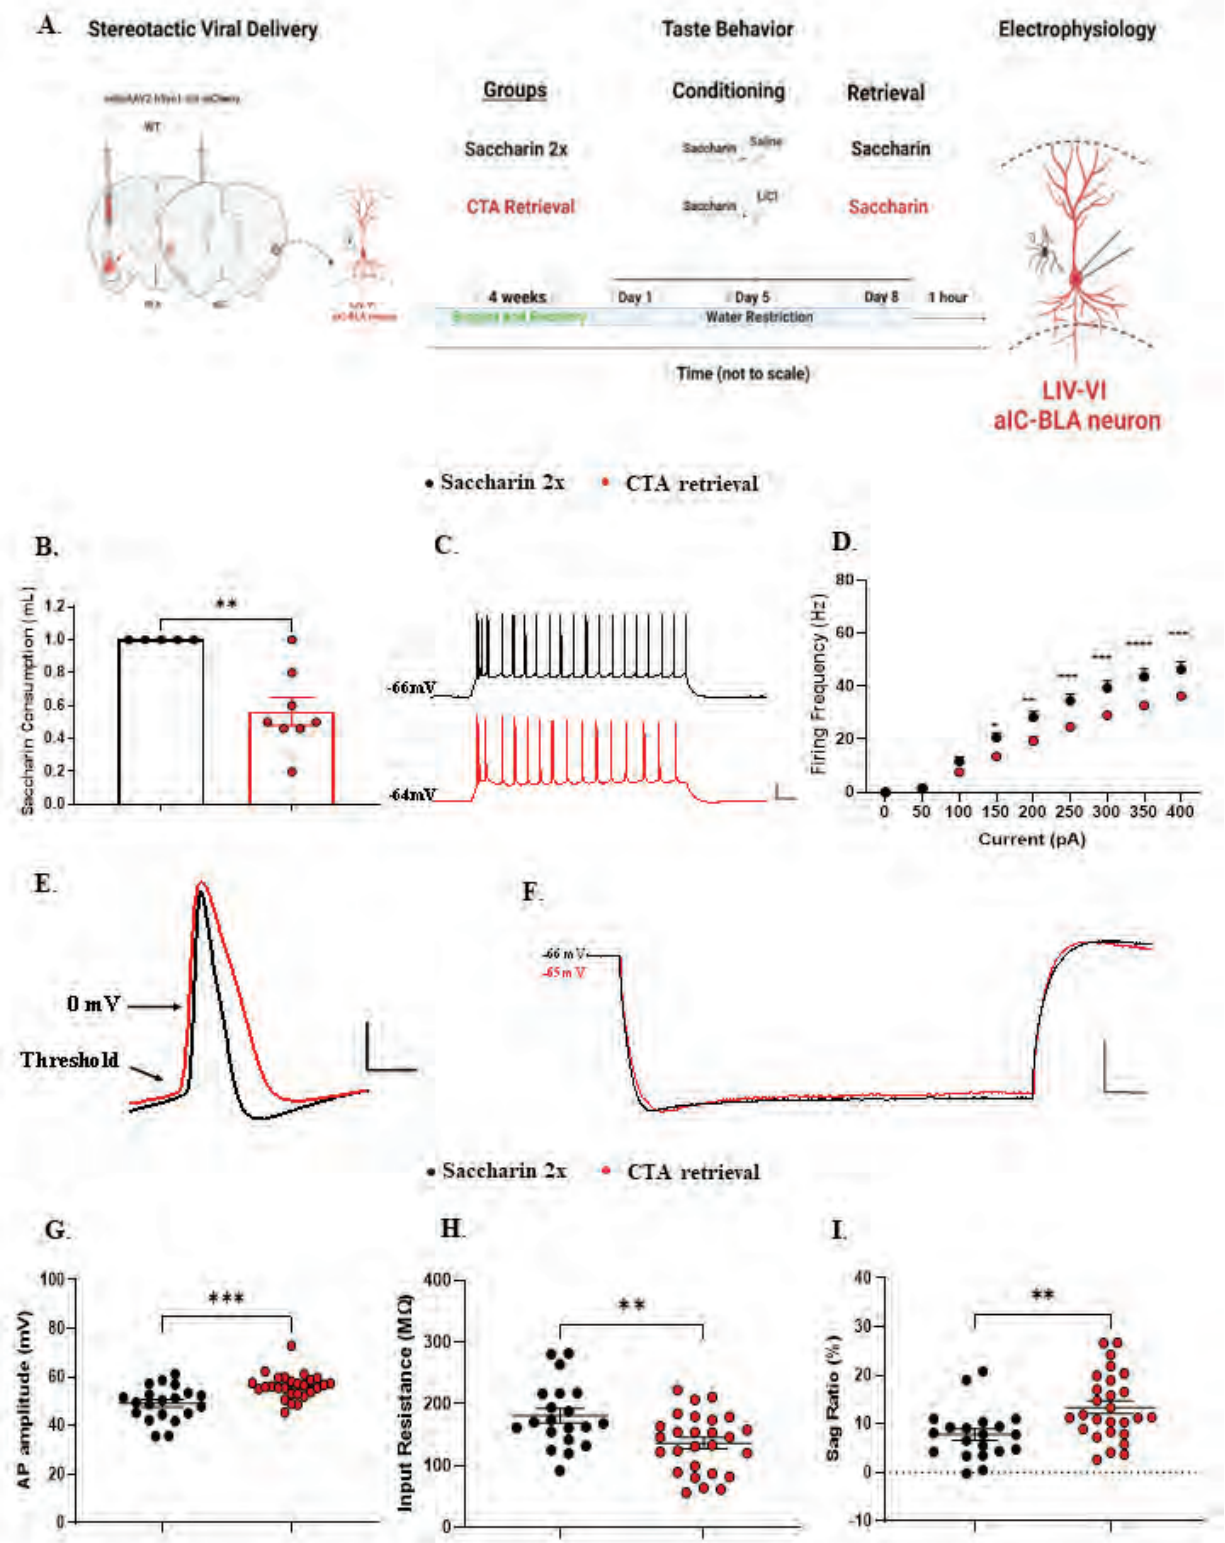 A. Stereotactic Viral Delivery Taste Behavior Electrophysiology
Groups Conditioning Retrieval
WT
Saccharin 2x Saccharin Saline Saccharin
CTA Retrieval Saccharin LiCl Saccharin
LIV-VI
aIC-BLA neuron
4 weeks Day 1 Day 5 Day 8 1 hour
Surgery and Recovery Water Restriction
Time (not to scale)
LIV-VI
aIC-BLA neuron
Saccharin 2x CTA retrieval
B.
Saccharin Consumption (mL)
1.2
1.0
0.8
0.6
0.4
0.2
0.0
**
C.
-66mV
-64mV
D.
Firing Frequency (Hz)
80
60
40
20
0
0 50 100 150 200 250 300 350 400
Current (pA)
E.
0 mV
Threshold
F.
-66 mV
-65 mV
Saccharin 2x CTA retrieval
G.
AP amplitude (mV)
100
80
60
40
20
0
***
H.
Input Resistance (MΩ)
400
300
200
100
0
**
I.
Sag Ratio (%)
40
30
20
10
0
-10
**